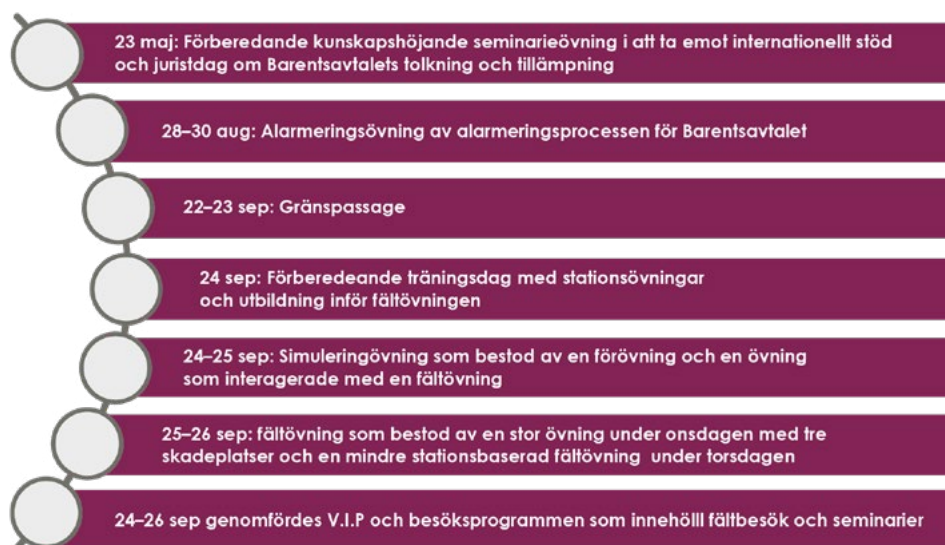 23 maj: Förberedande kunskapshöjande seminarieövning i att ta emot internationellt stöd
och juristdag om Barentsavtalets tolkning och tillämpning
28–30 aug: Alarmeringsövning av alarmeringsprocessen för Barentsavtalet
22–23 sep: Gränspassage
24 sep: Förberedeande träningsdag med stationsövningar
och utbildning inför fältövningen
24–25 sep: Simuleringövning som bestod av en förövning och en övning
som interagerade med en fältövning
25–26 sep: fältövning som bestod av en stor övning under onsdagen med tre
skadeplatser och en mindre stationsbaserad fältövning under torsdagen
24–26 sep genomfördes V.I.P och besöksprogrammen som innehölll fältbesök och seminarier